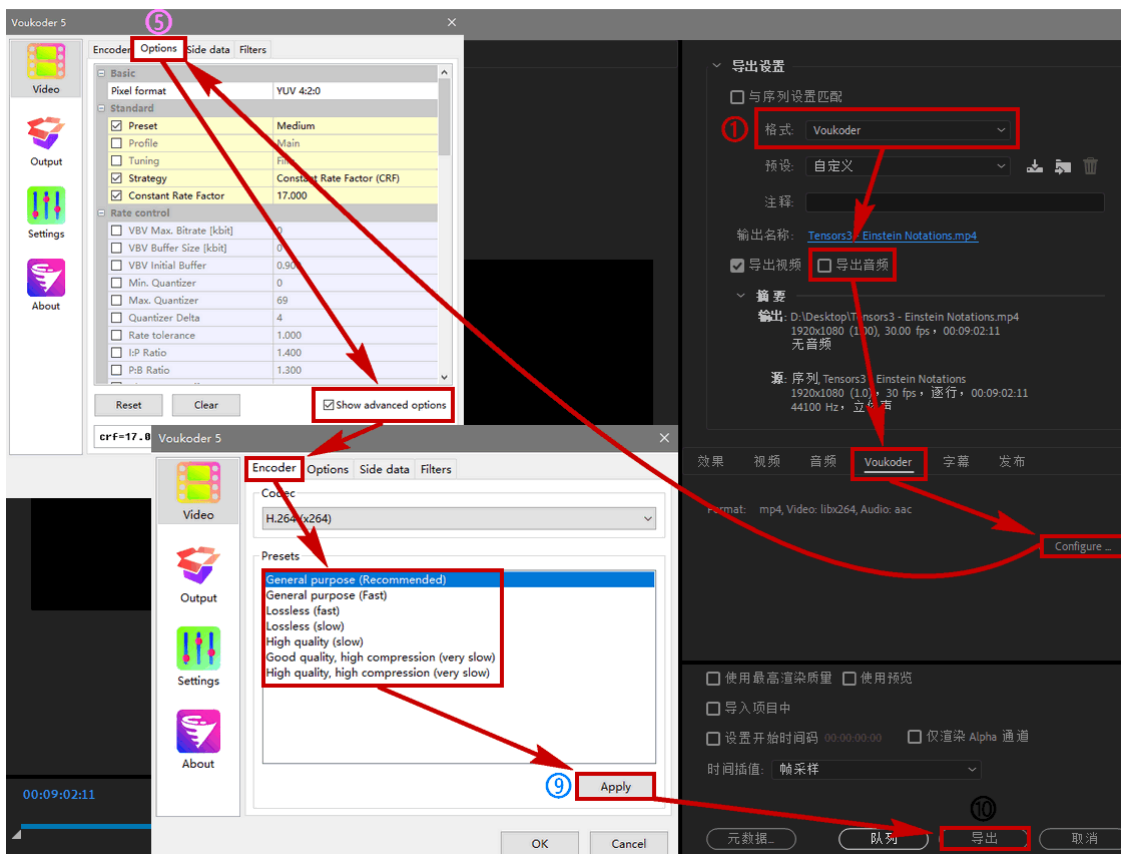 Voukoder 5
⑤
Encoder Options Side data Filters
Video
Output
Settings
About
Basic
Pixel format YUV 4:2:0
Standard
Preset Medium
Profile Main
Tuning
Strategy Constant Rate Factor (CRF)
Constant Rate Factor 17.000
Rate control
VBV Max. Bitrate [kbit] 0
VBV Buffer Size [kbit] 0
VBV Initial Buffer 0.900
Min. Quantizer 0
Max. Quantizer 69
Quantizer Delta 4
Rate tolerance 1.000
I:P Ratio 1.400
P:B Ratio 1.300
Reset Clear Show advanced options
crf=17.0
Voukoder 5
Encoder Options Side data Filters
Video
Output
Settings
About
Codec
H.264 (x264)
Presets
General purpose (Recommended)
General purpose (Fast)
Lossless (fast)
Lossless (slow)
High quality (slow)
Good quality, high compression (very slow)
High quality, high compression (very slow)
⑨ Apply
OK Cancel
00:09:02:11
导出设置
与序列设置匹配
① 格式: Voukoder
预设: 自定义
注释:
输出名称: Tensors3 - Einstein Notations.mp4
导出视频 导出音频
摘要
输出: D:\Desktop\Tensors3 - Einstein Notations.mp4
1920x1080 (1.0), 30.00 fps, 00:09:02:11
无音频
源: 序列, Tensors3 - Einstein Notations
1920x1080 (1.0), 30 fps, 逐行, 00:09:02:11
44100 Hz, 立体声
效果 视频 音频 Voukoder 字幕 发布
Format: mp4, Video: libx264, Audio: aac
Configure ...
使用最高渲染质量 使用预览
导入项目中
设置开始时间码 00:00:00:00 仅渲染 Alpha 通道
时间插值: 帧采样
⑩
元数据... 队列 导出 取消